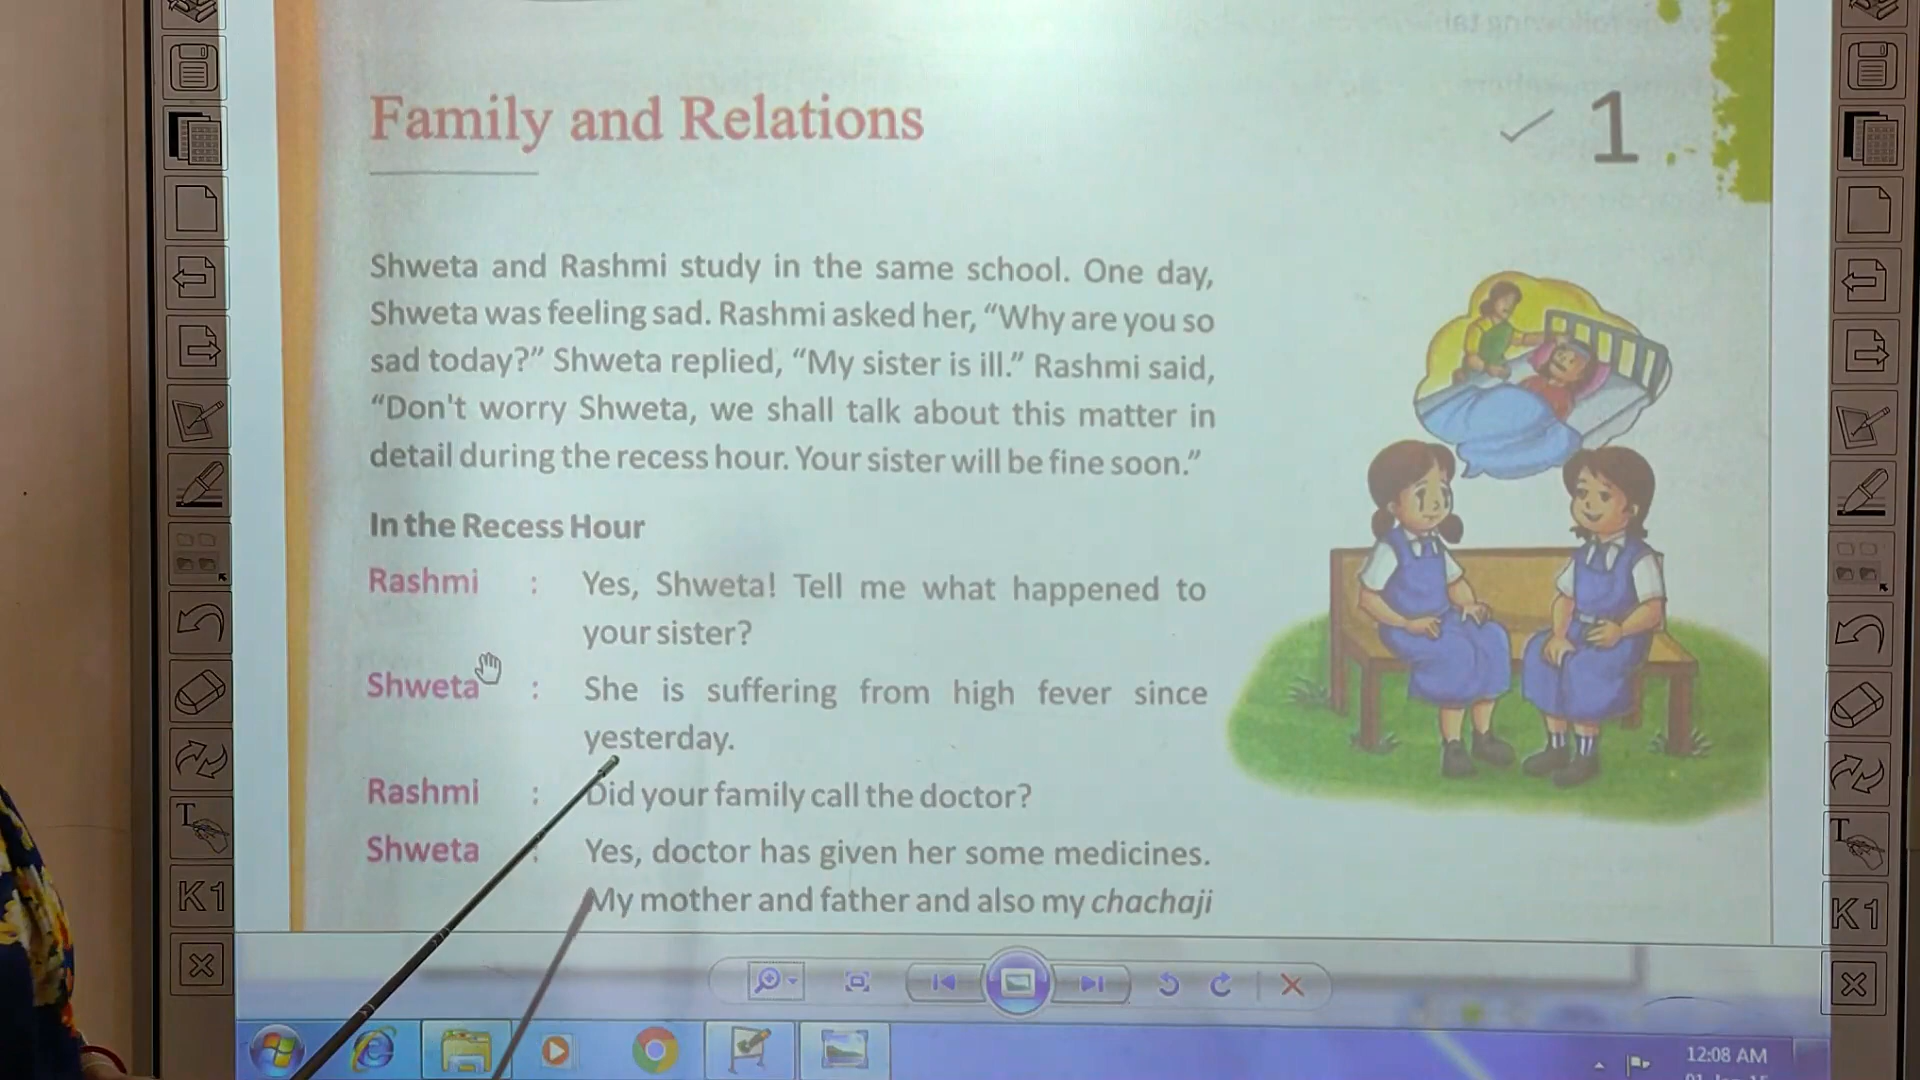 Family and Relations
1
Shweta and Rashmi study in the same school. One day,
Shweta was feeling sad. Rashmi asked her, “Why are you so
sad today?” Shweta replied, “My sister is ill.” Rashmi said,
“Don't worry Shweta, we shall talk about this matter in
detail during the recess hour. Your sister will be fine soon.”
In the Recess Hour
Rashmi : Yes, Shweta! Tell me what happened to
your sister?
Shweta : She is suffering from high fever since
yesterday.
Rashmi : Did your family call the doctor?
Shweta : Yes, doctor has given her some medicines.
My mother and father and also my chachaji
T
K1
T
K1
12:08 AM